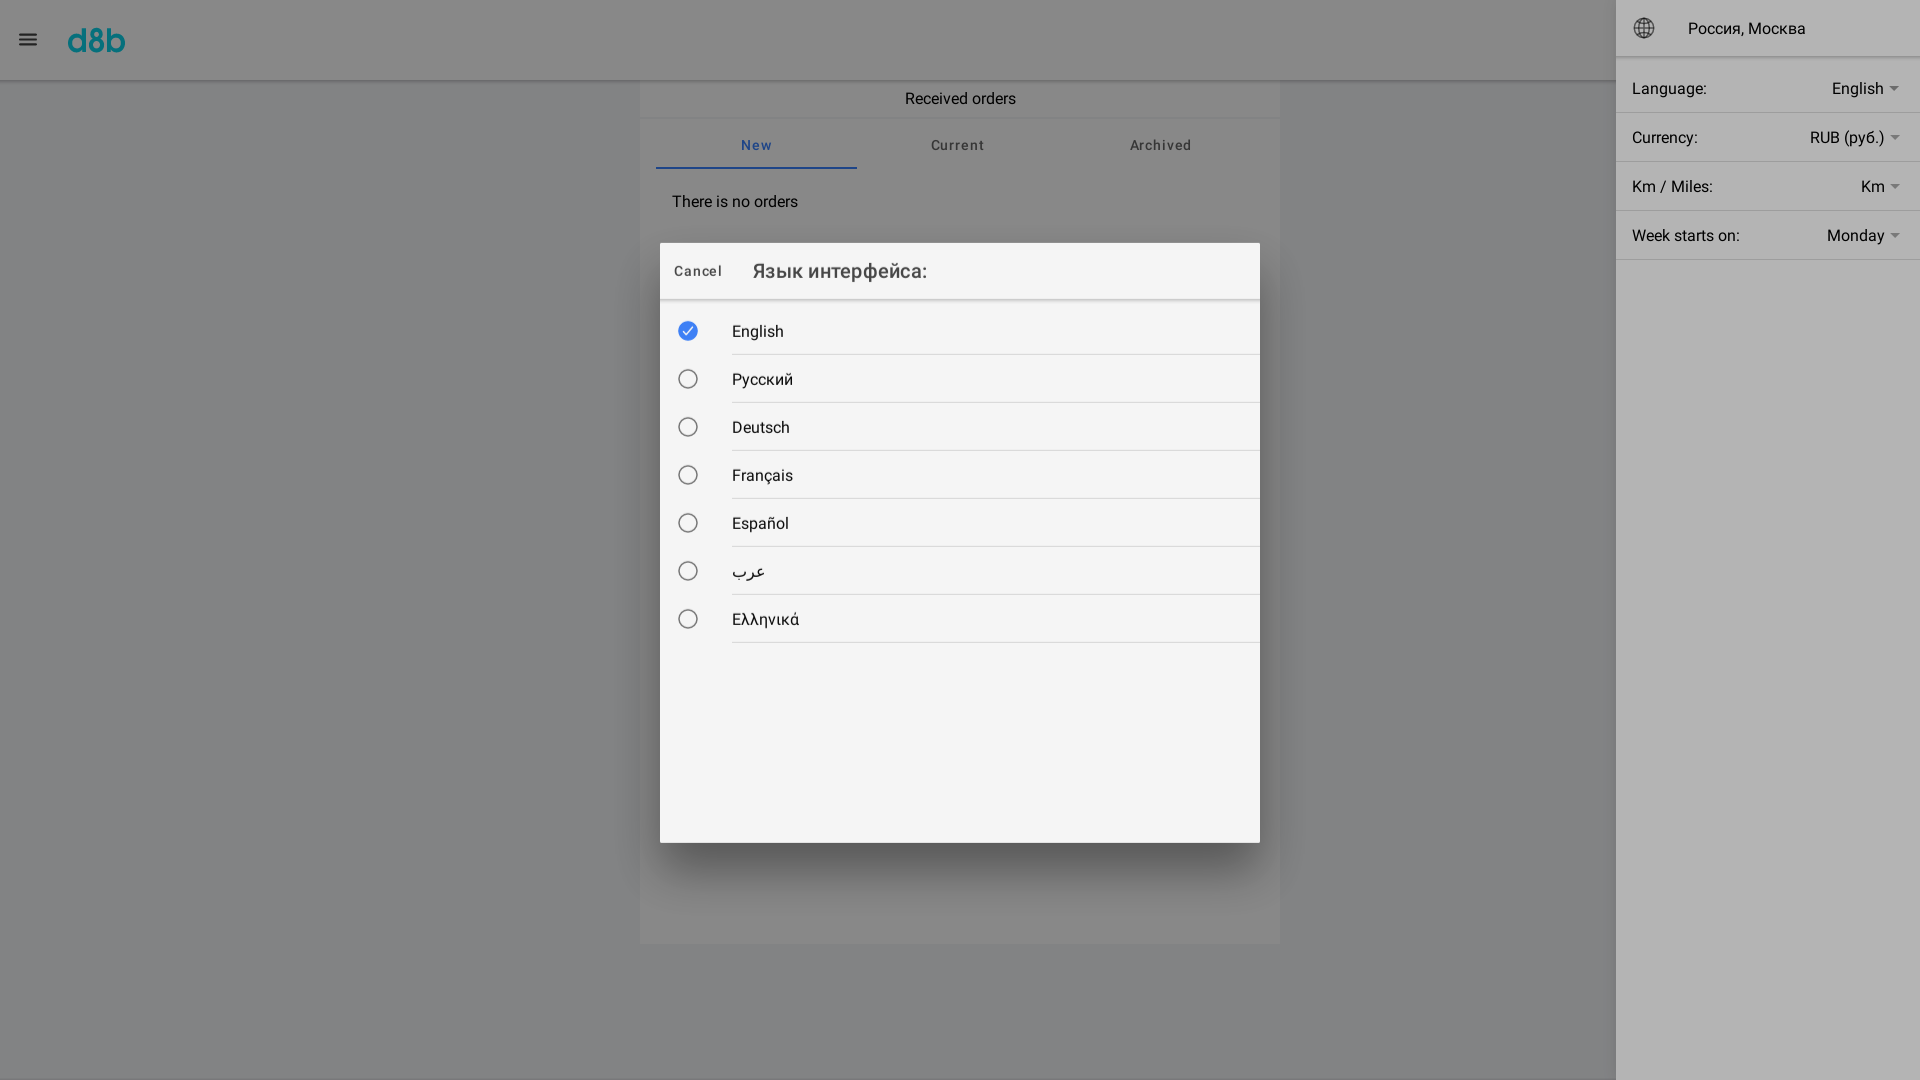 d8b
Россия, Москва
Language: English
Currency: RUB (руб.)
Km / Miles: Km
Week starts on: Monday
Received orders
New Current Archived
There is no orders
Cancel Язык интерфейса:
English
Русский
Deutsch
Français
Español
عرب
Ελληνικά